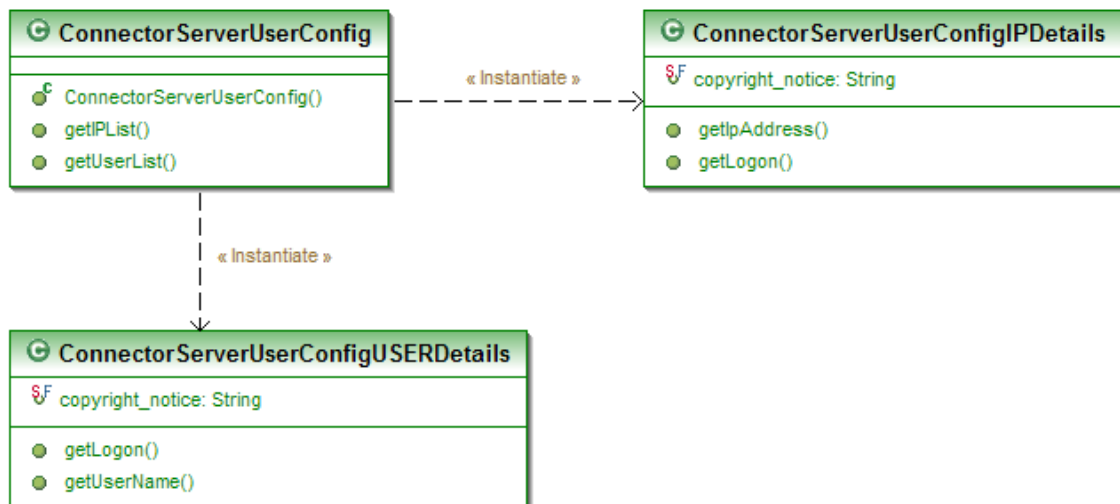 C ConnectorServerUserConfig
C ConnectorServerUserConfig()
getIPList()
getUserList()
« Instantiate »
C ConnectorServerUserConfigIPDetails
S F copyright_notice: String
getIpAddress()
getLogon()
« Instantiate »
C ConnectorServerUserConfigUSERDetails
S F copyright_notice: String
getLogon()
getUserName()